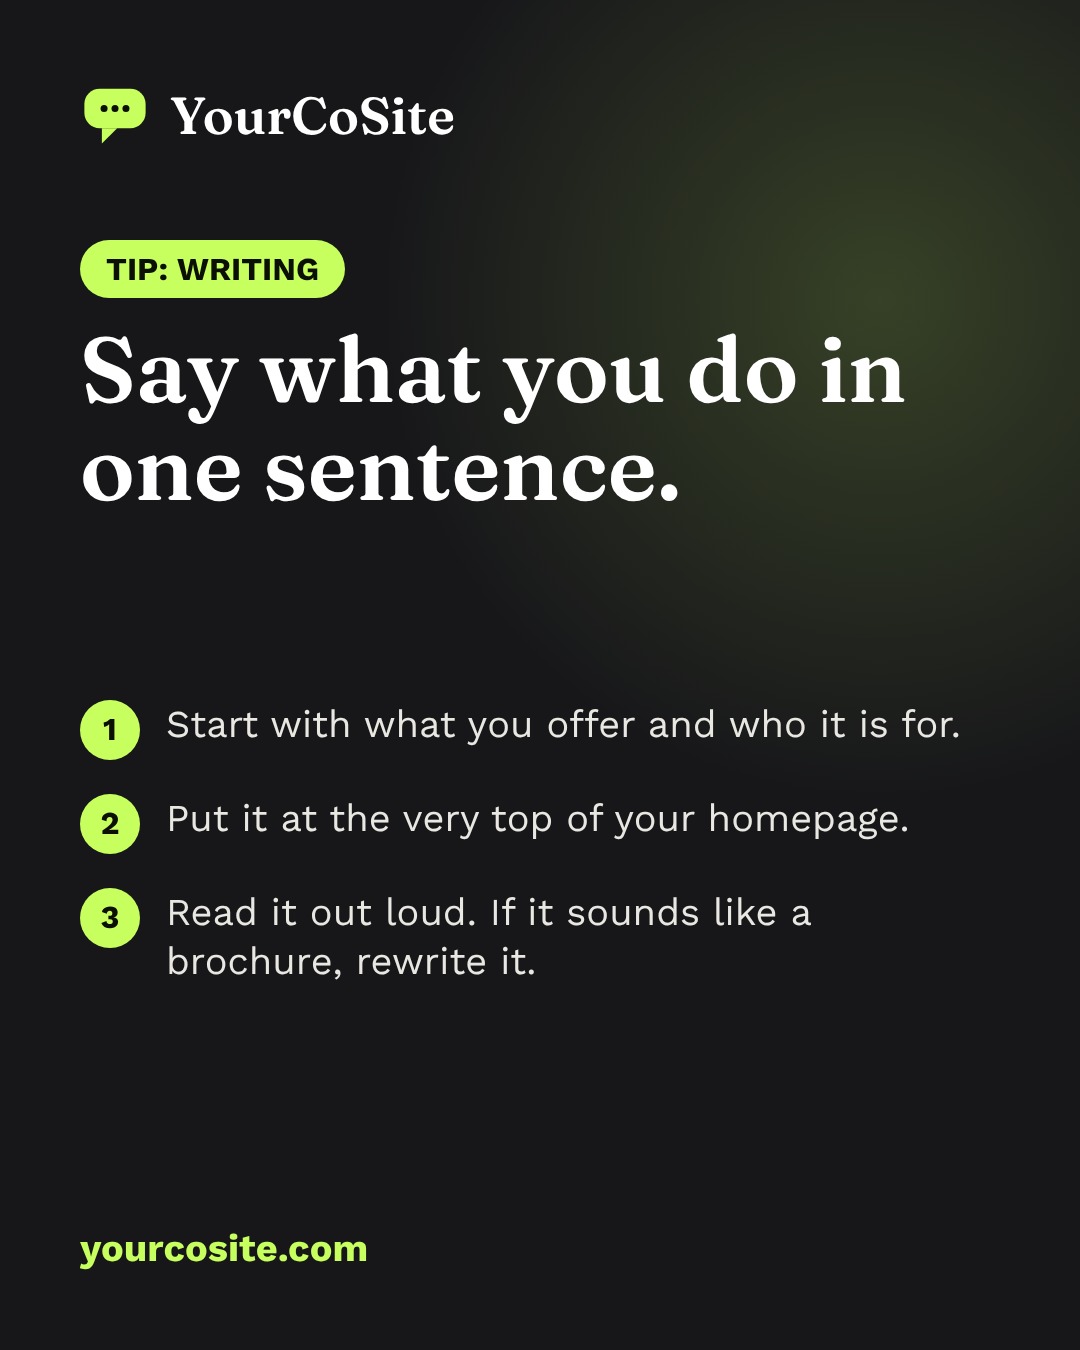 YourCoSite
TIP: WRITING
Say what you do in
one sentence.
1 Start with what you offer and who it is for.
2 Put it at the very top of your homepage.
3 Read it out loud. If it sounds like a
brochure, rewrite it.
yourcosite.com